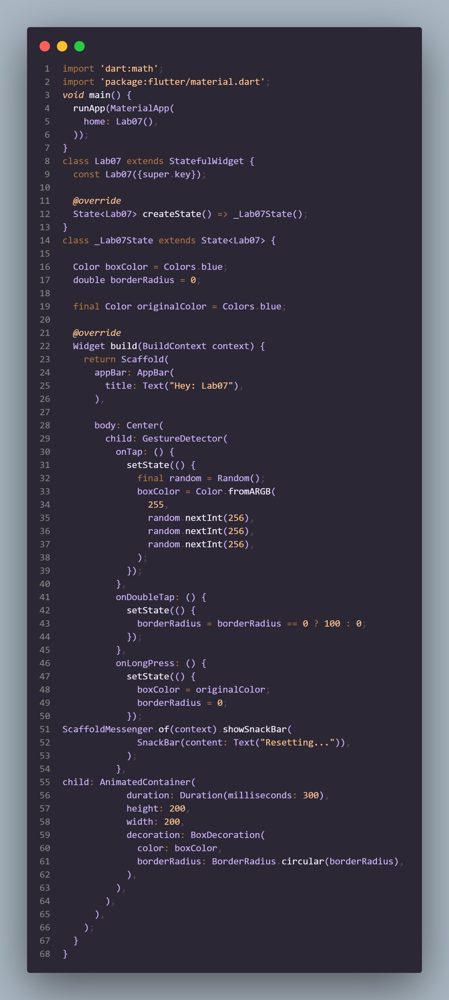 1 import 'dart:math';
2 import 'package:flutter/material.dart';
3 void main() {
4   runApp(MaterialApp(
5     home: Lab07(),
6   ));
7 }
8 class Lab07 extends StatefulWidget {
9   const Lab07({super.key});
10
11   @override
12   State<Lab07> createState() => _Lab07State();
13 }
14 class _Lab07State extends State<Lab07> {
15
16   Color boxColor = Colors.blue;
17   double borderRadius = 0;
18
19   final Color originalColor = Colors.blue;
20
21   @override
22   Widget build(BuildContext context) {
23     return Scaffold(
24       appBar: AppBar(
25         title: Text("Hey: Lab07"),
26       ),
27
28       body: Center(
29         child: GestureDetector(
30           onTap: () {
31             setState(() {
32               final random = Random();
33               boxColor = Color.fromARGB(
34                 255,
35                 random.nextInt(256),
36                 random.nextInt(256),
37                 random.nextInt(256),
38               );
39             });
40           },
41           onDoubleTap: () {
42             setState(() {
43               borderRadius = borderRadius == 0 ? 100 : 0;
44             });
45           },
46           onLongPress: () {
47             setState(() {
48               boxColor = originalColor;
49               borderRadius = 0;
50             });
51 ScaffoldMessenger.of(context).showSnackBar(
52               SnackBar(content: Text("Resetting...")),
53             );
54           },
55 child: AnimatedContainer(
56             duration: Duration(milliseconds: 300),
57             height: 200,
58             width: 200,
59             decoration: BoxDecoration(
60               color: boxColor,
61               borderRadius: BorderRadius.circular(borderRadius),
62             ),
63           ),
64         ),
65       ),
66     );
67   }
68 }